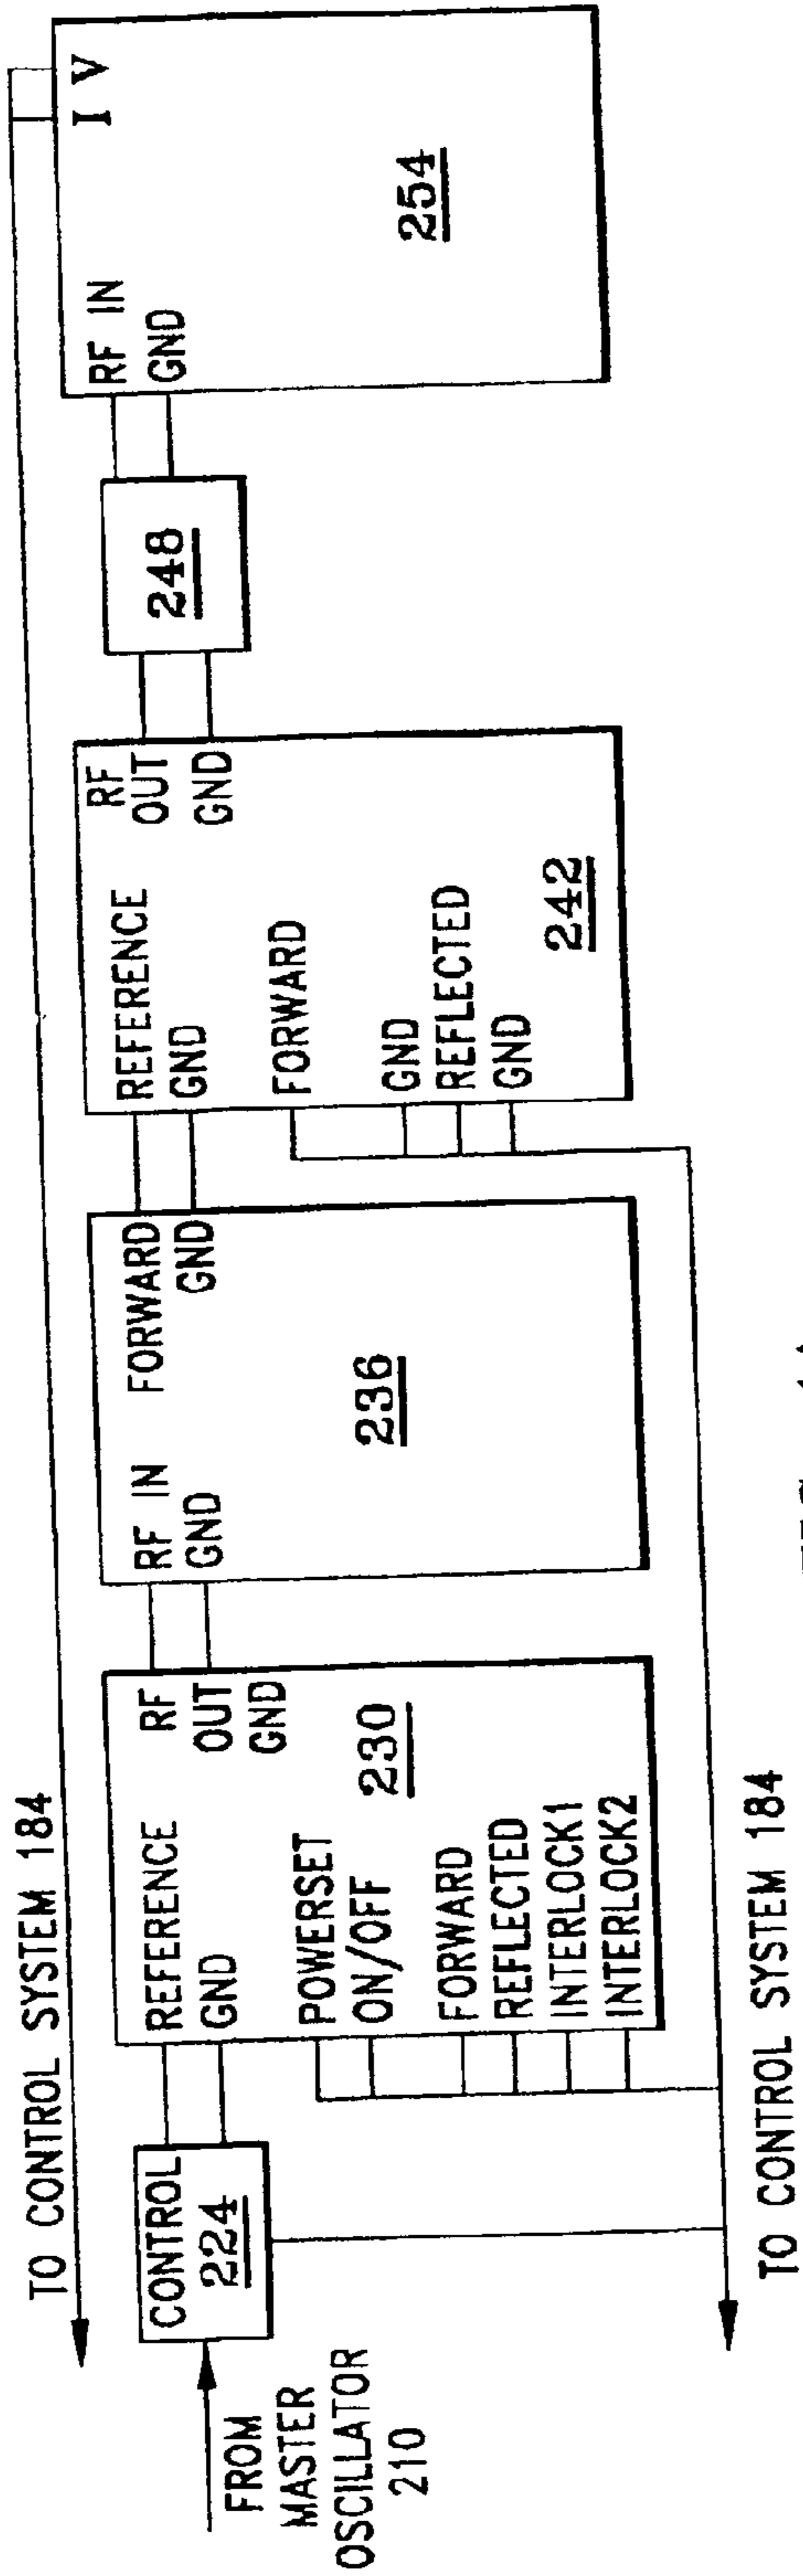 TO CONTROL SYSTEM 184
FROM
MASTER
OSCILLATOR
210
CONTROL
224
REFERENCE
GND
POWERSET
ON/OFF
FORWARD
REFLECTED
INTERLOCK1
INTERLOCK2
RF
OUT
GND
230
RF IN
GND
FORWARD
GND
236
REFERENCE
GND
FORWARD
GND
REFLECTED
GND
RF
OUT
GND
242
248
RF IN
GND
I V
254
TO CONTROL SYSTEM 184